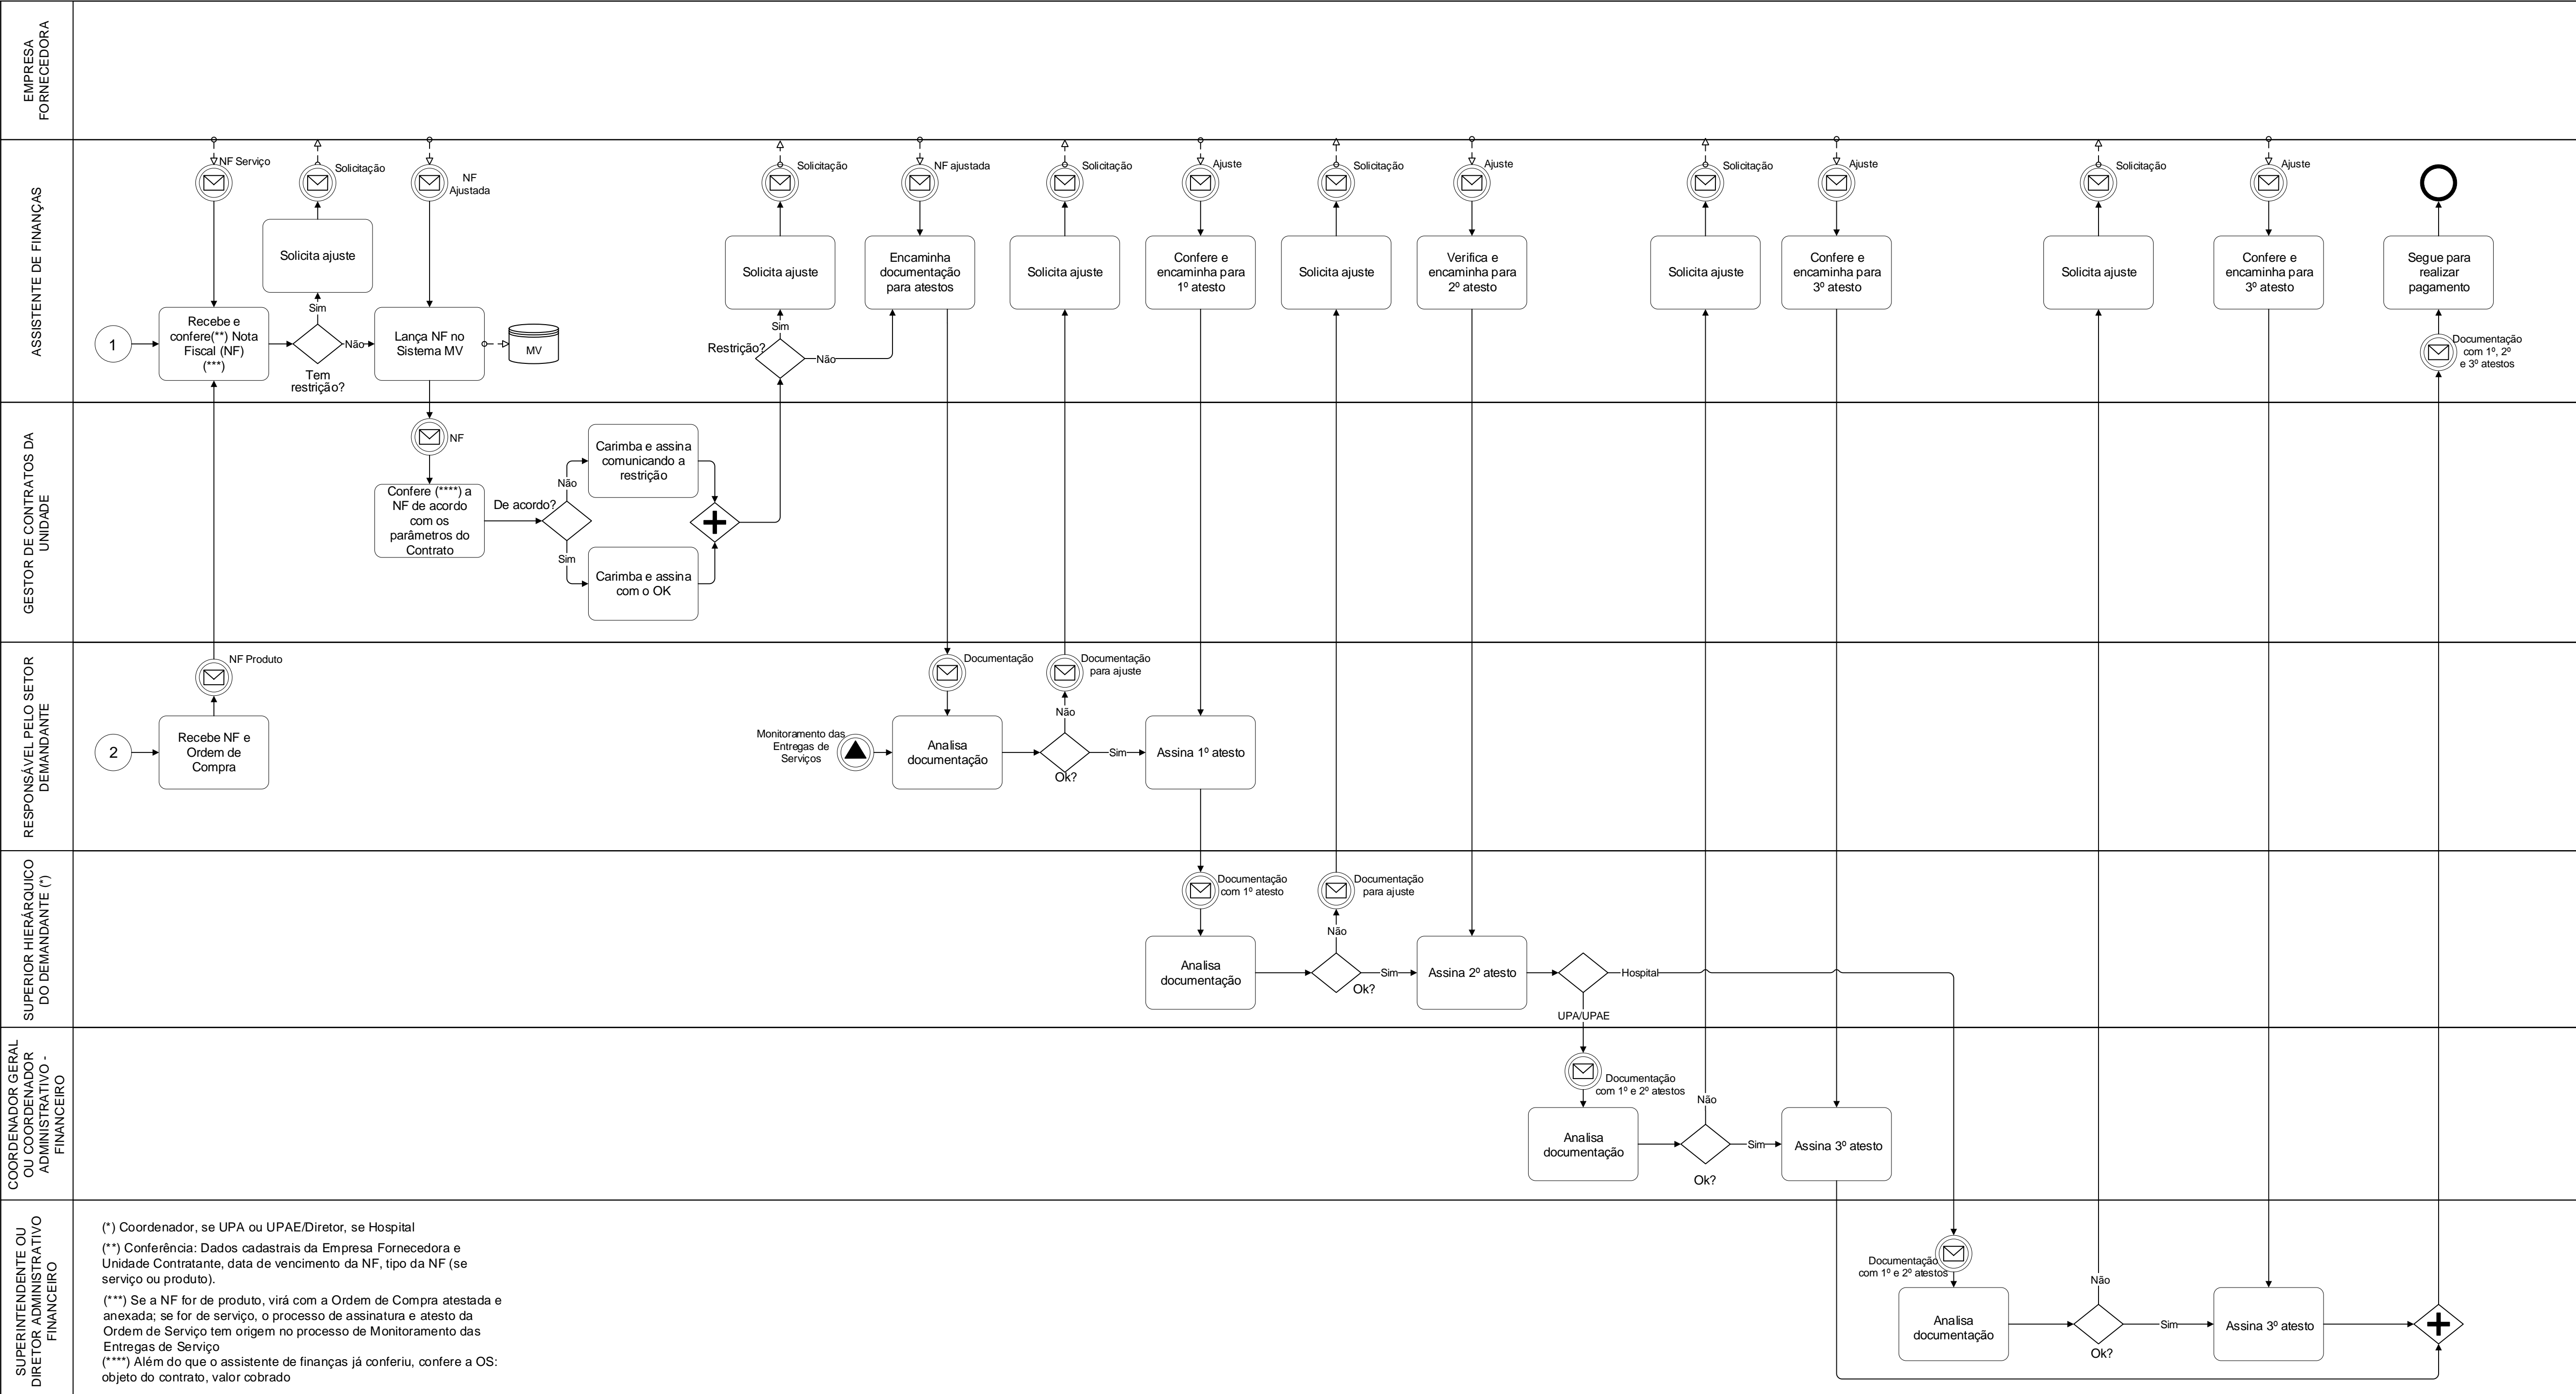 EMPRESA
FORNECEDORA
ASSISTENTE DE FINANÇAS
NF Serviço
Solicitação
NF
Ajustada
Solicitação
NF ajustada
Solicitação
Ajuste
Solicitação
Ajuste
Solicitação
Ajuste
Solicitação
Ajuste
Solicita ajuste
Solicita ajuste
Encaminha
documentação
para atestos
Solicita ajuste
Confere e
encaminha para
1º atesto
Solicita ajuste
Verifica e
encaminha para
2º atesto
Solicita ajuste
Confere e
encaminha para
3º atesto
Solicita ajuste
Confere e
encaminha para
3º atesto
Segue para
realizar
pagamento
1
Recebe e
confere(**) Nota
Fiscal (NF)
(***)
Sim
Não
Tem
restrição?
Lança NF no
Sistema MV
MV
Sim
Restrição?
Não
Documentação
com 1º, 2º
e 3º atestos
GESTOR DE CONTRATOS DA
UNIDADE
NF
Confere (****) a
NF de acordo
com os
parâmetros do
Contrato
De acordo?
Não
Sim
Carimba e assina
comunicando a
restrição
Carimba e assina
com o OK
RESPONSÁVEL PELO SETOR
DEMANDANTE
NF Produto
2
Recebe NF e
Ordem de
Compra
Monitoramento das
Entregas de
Serviços
Documentação
Analisa
documentação
Documentação
para ajuste
Não
Sim
Ok?
Assina 1º atesto
SUPERIOR HIERÁRQUICO
DO DEMANDANTE (*)
Documentação
com 1º atesto
Analisa
documentação
Documentação
para ajuste
Não
Sim
Ok?
Assina 2º atesto
Hospital
UPA/UPAE
COORDENADOR GERAL
OU COORDENADOR
ADMINISTRATIVO -
FINANCEIRO
Documentação
com 1º e 2º atestos
Analisa
documentação
Não
Sim
Ok?
Assina 3º atesto
SUPERINTENDENTE OU
DIRETOR ADMINISTRATIVO
FINANCEIRO
(*) Coordenador, se UPA ou UPAE/Diretor, se Hospital
(**) Conferência: Dados cadastrais da Empresa Fornecedora e
Unidade Contratante, data de vencimento da NF, tipo da NF (se
serviço ou produto).
(***) Se a NF for de produto, virá com a Ordem de Compra atestada e
anexada; se for de serviço, o processo de assinatura e atesto da
Ordem de Serviço tem origem no processo de Monitoramento das
Entregas de Serviço
(****) Além do que o assistente de finanças já conferiu, confere a OS:
objeto do contrato, valor cobrado
Documentação
com 1º e 2º atestos
Analisa
documentação
Não
Sim
Ok?
Assina 3º atesto